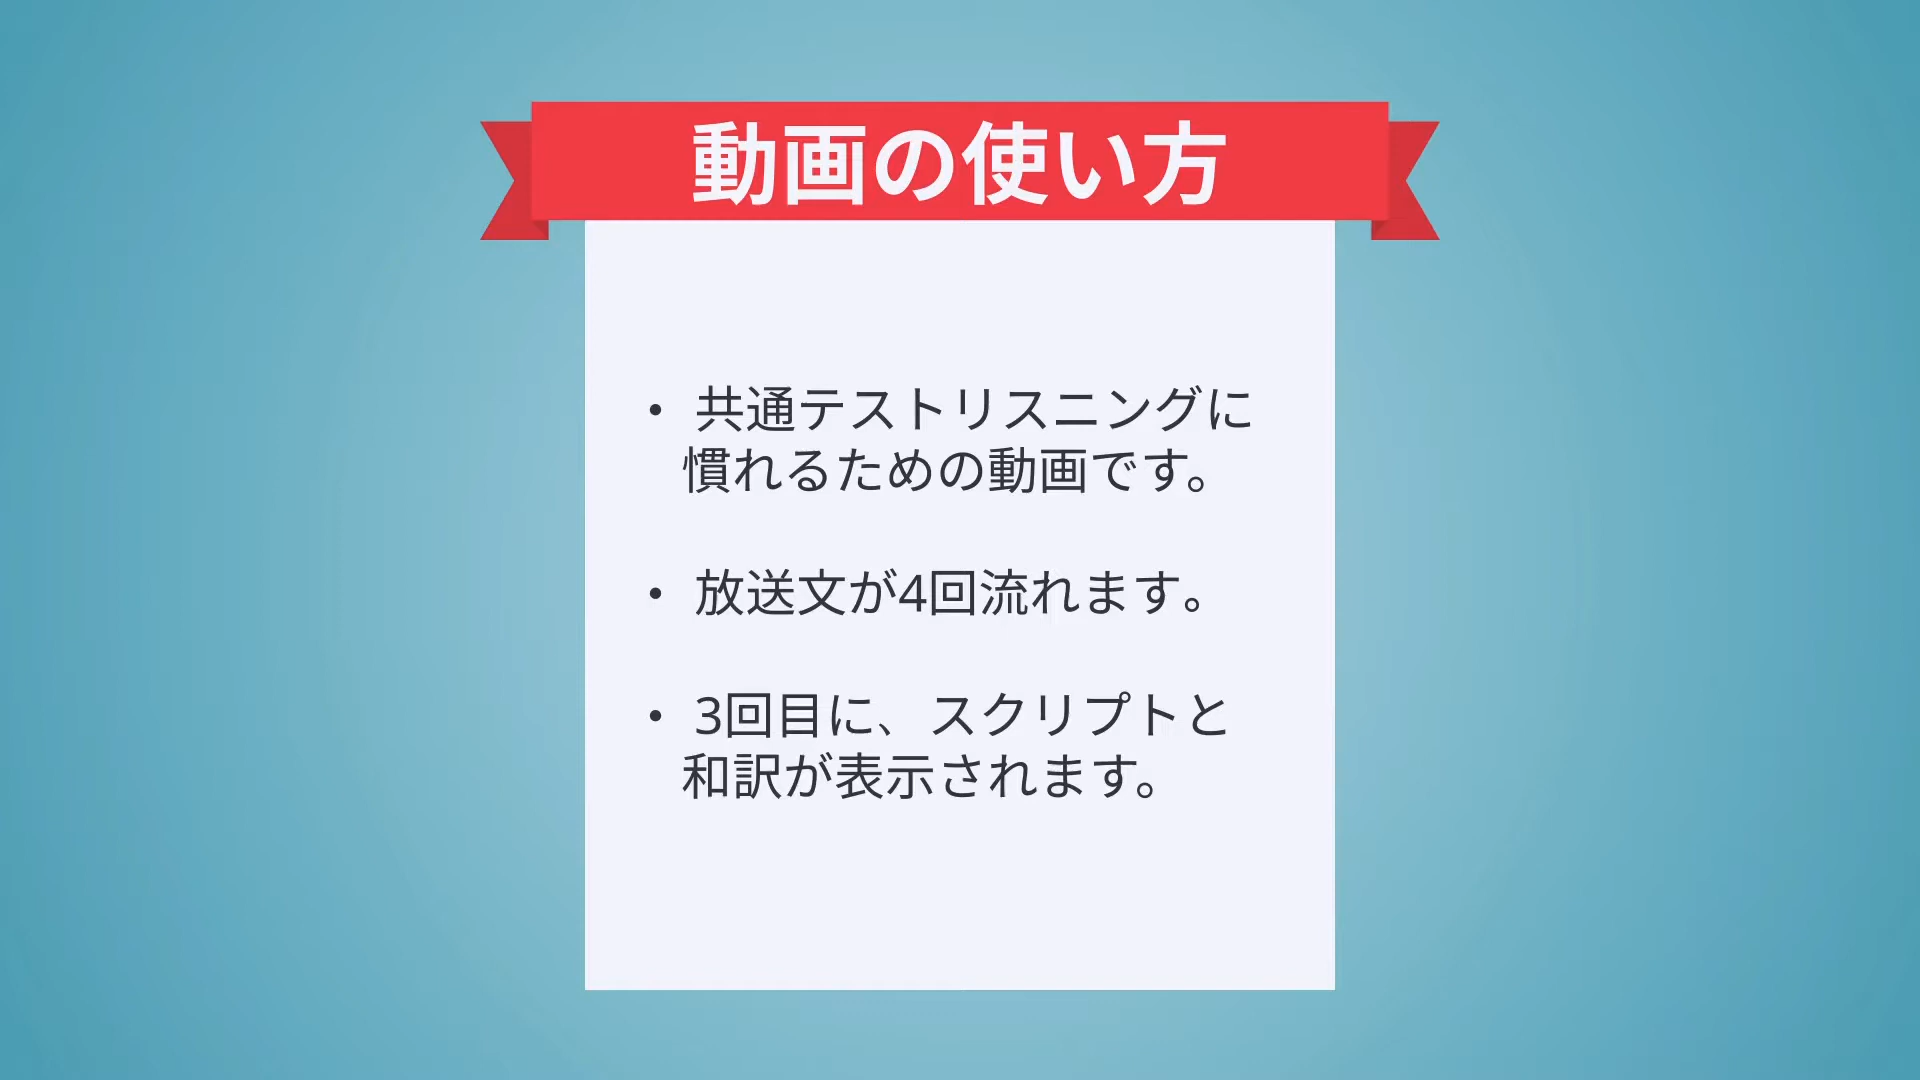 動画の使い方
・ 共通テストリスニングに
慣れるための動画です。
・ 放送文が4回流れます。
・ 3回目に、スクリプトと
和訳が表示されます。